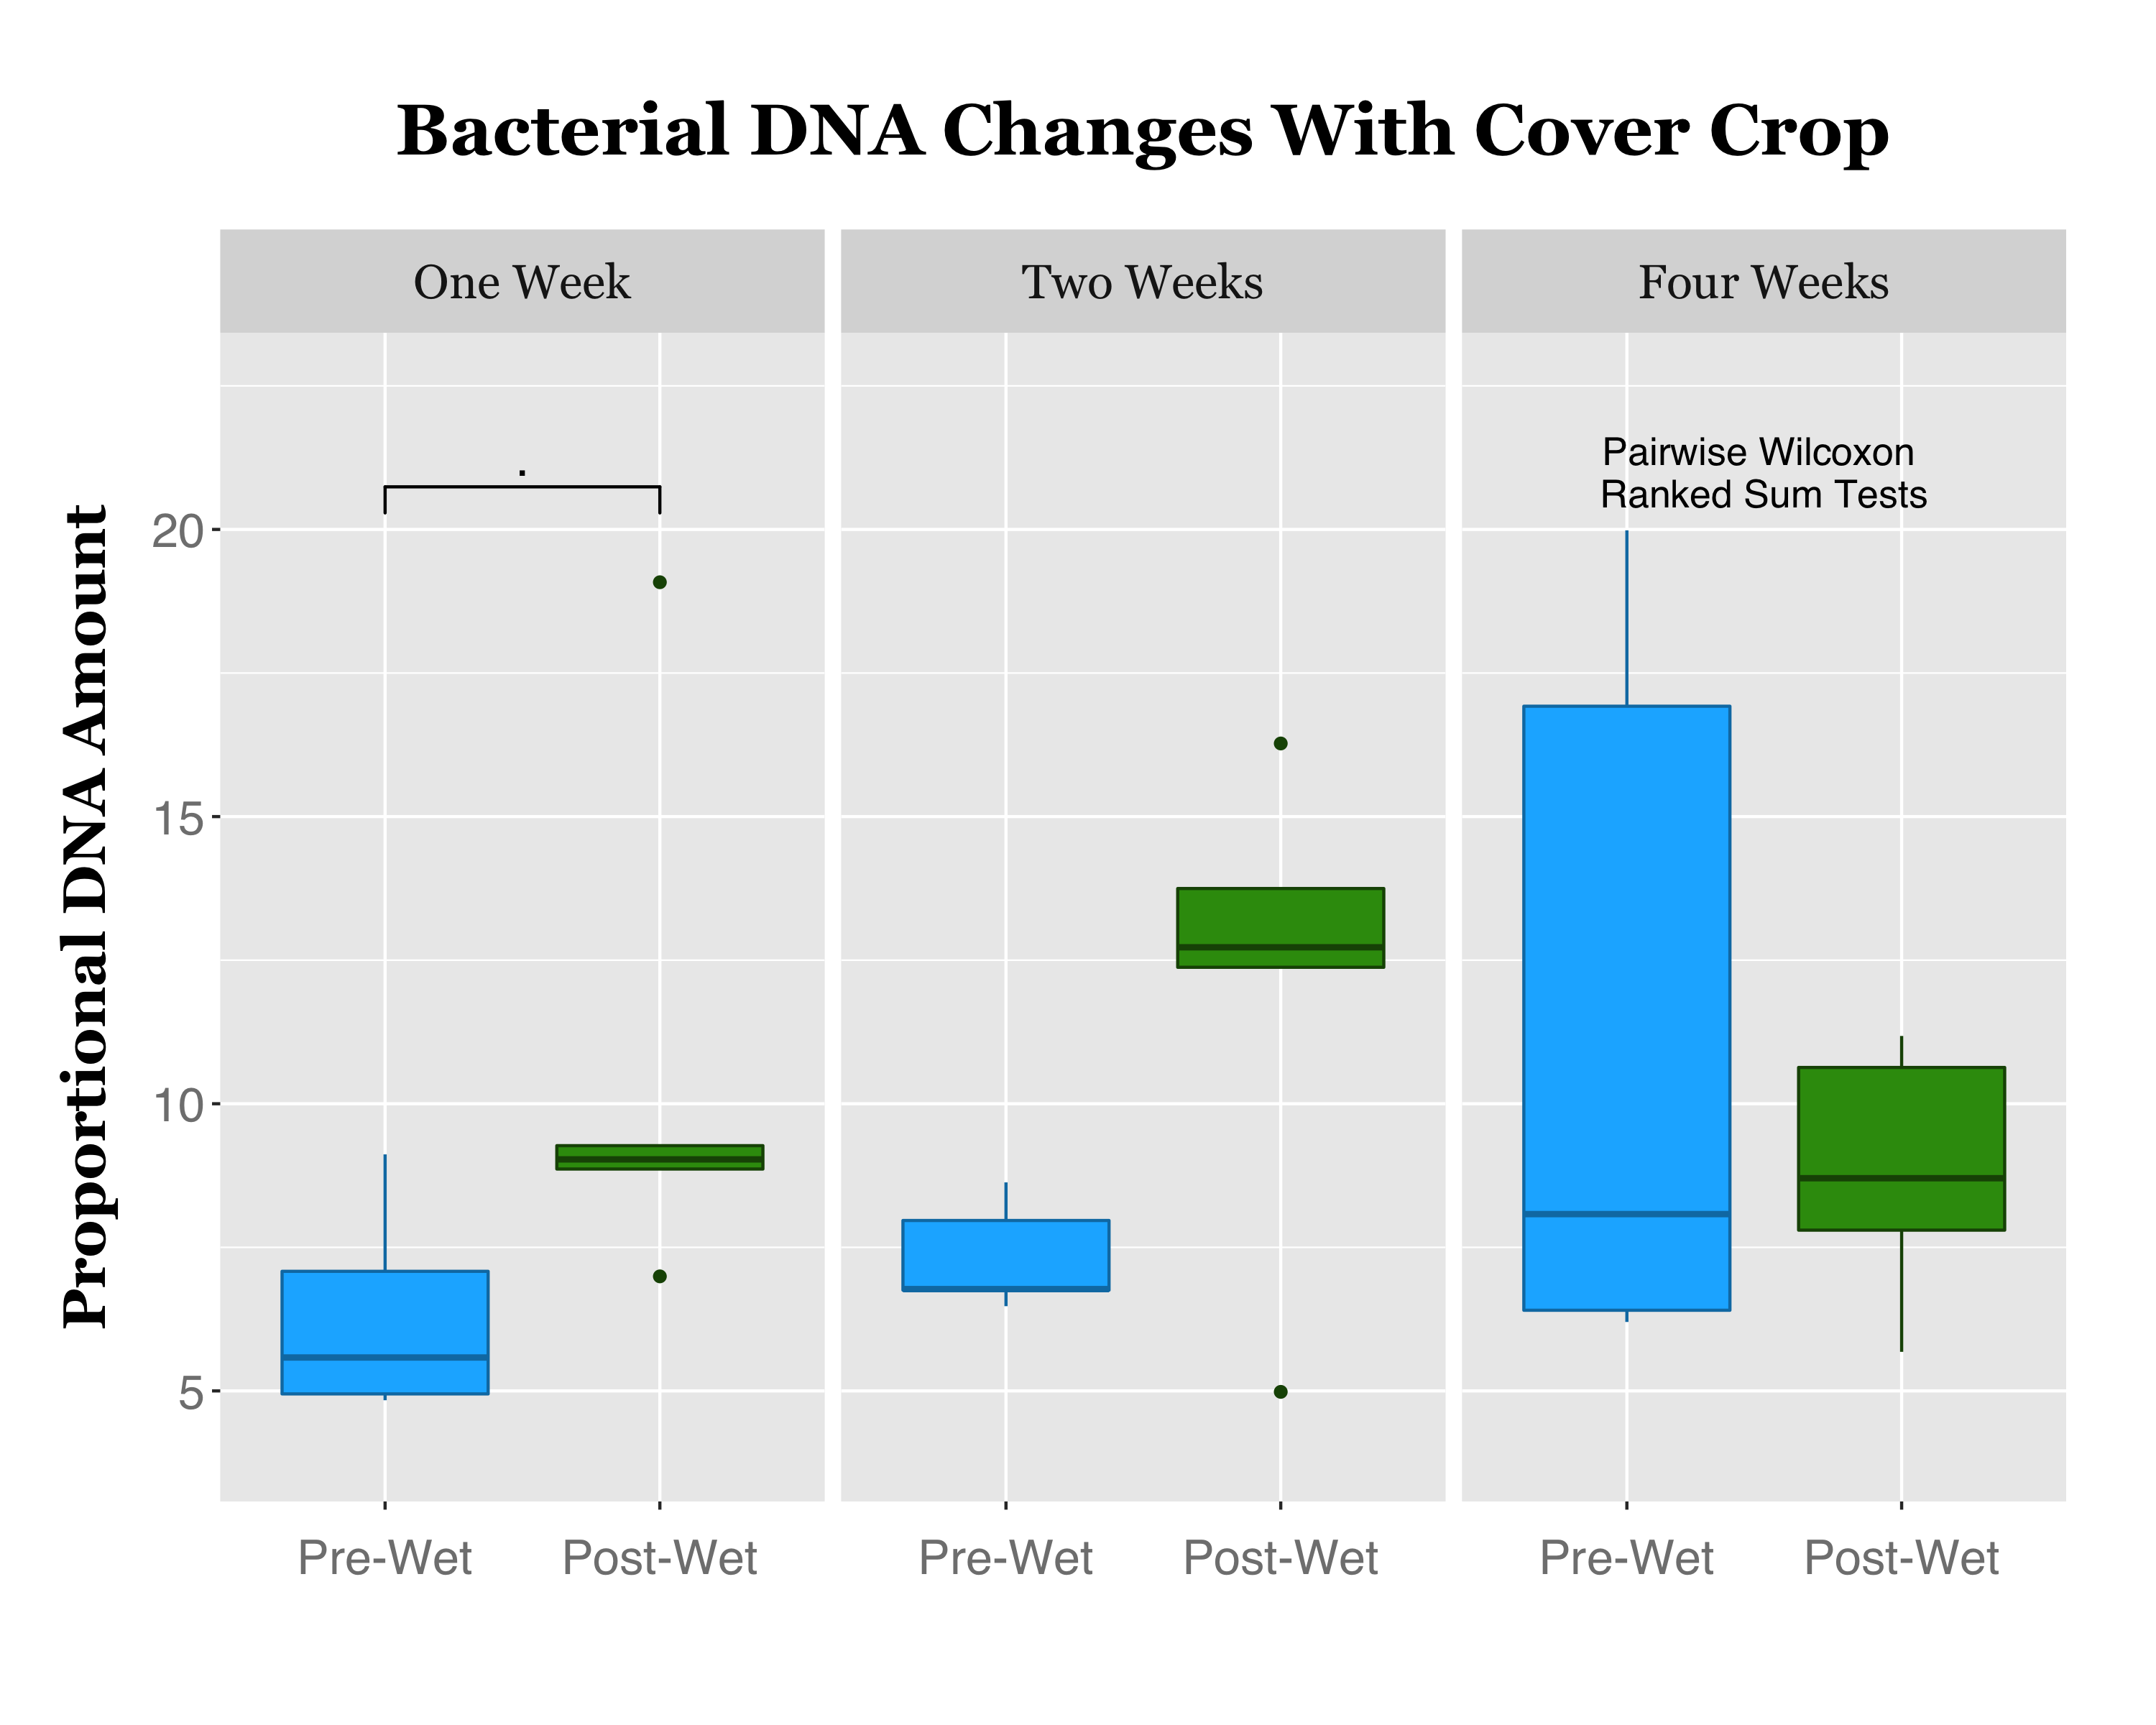 Bacterial DNA Changes With Cover Crop
One Week
Two Weeks
Four Weeks
Pairwise Wilcoxon
Ranked Sum Tests
.
Proportional DNA Amount
20
15
10
5
Pre-Wet
Post-Wet
Pre-Wet
Post-Wet
Pre-Wet
Post-Wet